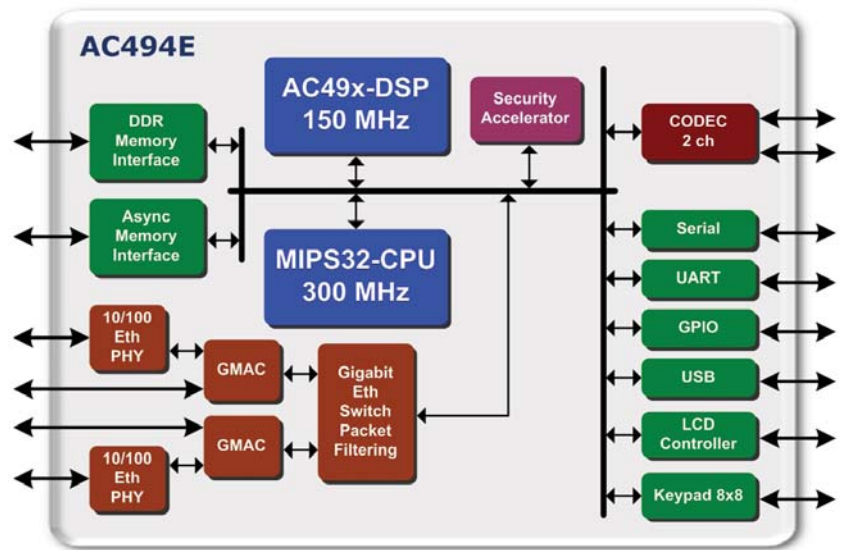 AC494E
AC49x-DSP
150 MHz
Security
Accelerator
DDR
Memory
Interface
CODEC
2 ch
Async
Memory
Interface
MIPS32-CPU
300 MHz
Serial
UART
GPIO
USB
LCD
Controller
Keypad 8x8
10/100
Eth
PHY
GMAC
Gigabit
Eth
Switch
Packet
Filtering
GMAC
10/100
Eth
PHY